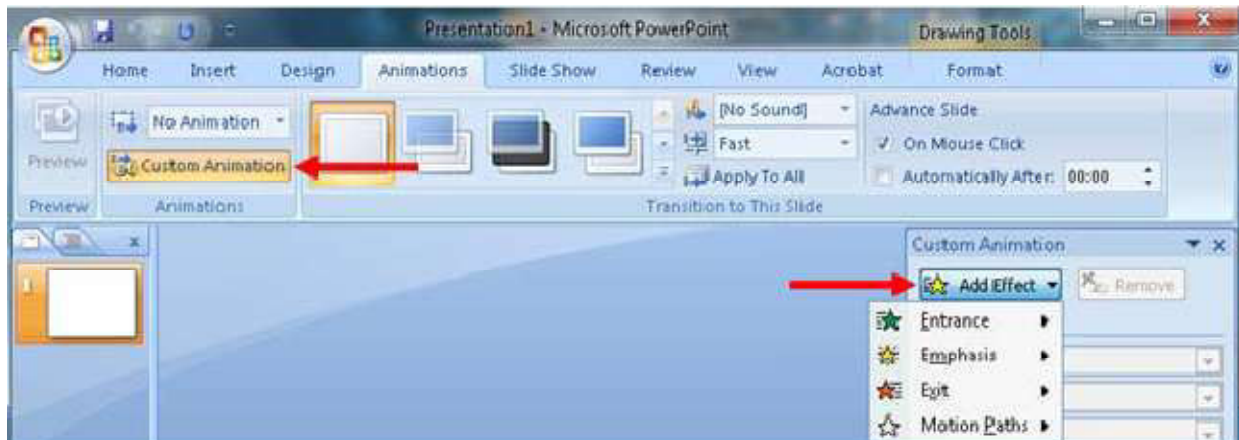 Presentation1 - Microsoft PowerPoint
Drawing Tools
Home Insert Design Animations Slide Show Review View Acrobat Format
Preview
No Animation
Custom Animation
[No Sound]
Fast
Apply To All
Advance Slide
On Mouse Click
Automatically After: 00:00
Preview Animations Transition to This Slide
1
Custom Animation
Add Effect
Remove
Entrance
Emphasis
Exit
Motion Paths